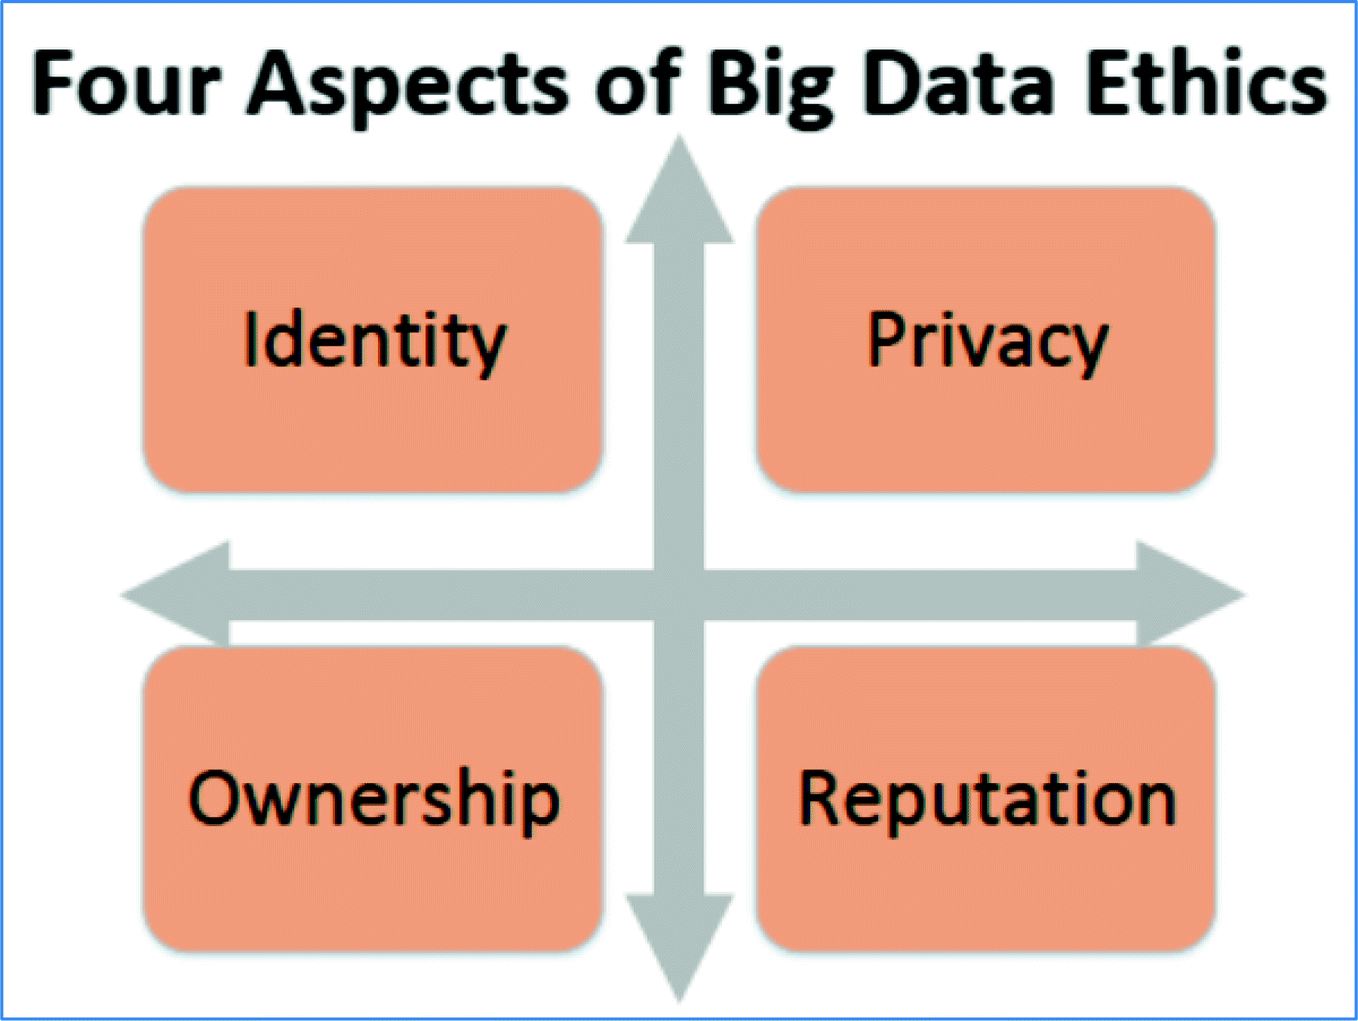 Four Aspects of Big Data Ethics
Identity
Privacy
Ownership
Reputation